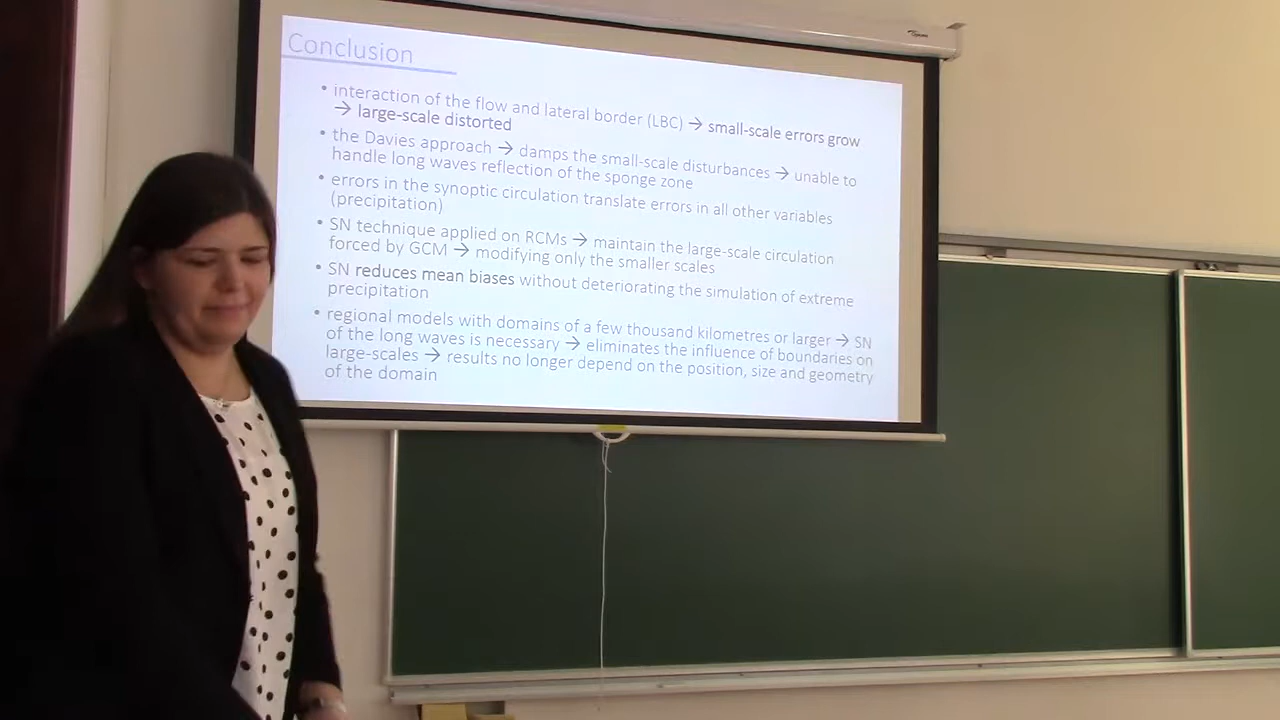 Conclusion
• interaction of the flow and lateral border (LBC) → small-scale errors grow
→ large-scale distorted
• the Davies approach → damps the small-scale disturbances → unable to
handle long waves reflection of the sponge zone
• errors in the synoptic circulation translate errors in all other variables
(precipitation)
• SN technique applied on RCMs → maintain the large-scale circulation
forced by GCM → modifying only the smaller scales
• SN reduces mean biases without deteriorating the simulation of extreme
precipitation
• regional models with domains of a few thousand kilometres or larger → SN
of the long waves is necessary → eliminates the influence of boundaries on
large-scales → results no longer depend on the position, size and geometry
of the domain